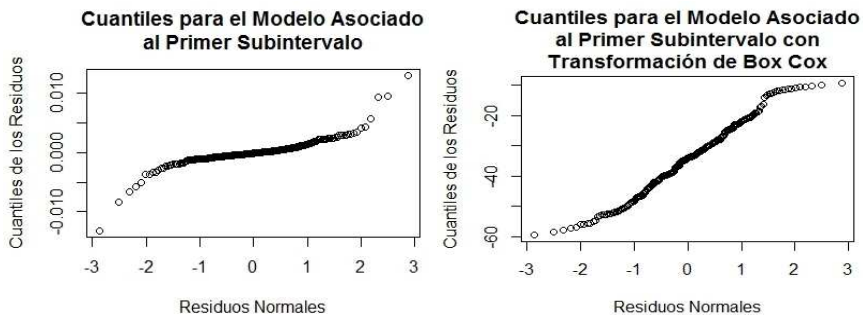 Cuantiles para el Modelo Asociado
al Primer Subintervalo
Cuantiles de los Residuos
0.010
0.000
-0.010
-3 -2 -1 0 1 2 3
Residuos Normales
Cuantiles para el Modelo Asociado
al Primer Subintervalo con
Transformación de Box Cox
Cuantiles de los Residuos
-20
-40
-60
-3 -2 -1 0 1 2 3
Residuos Normales